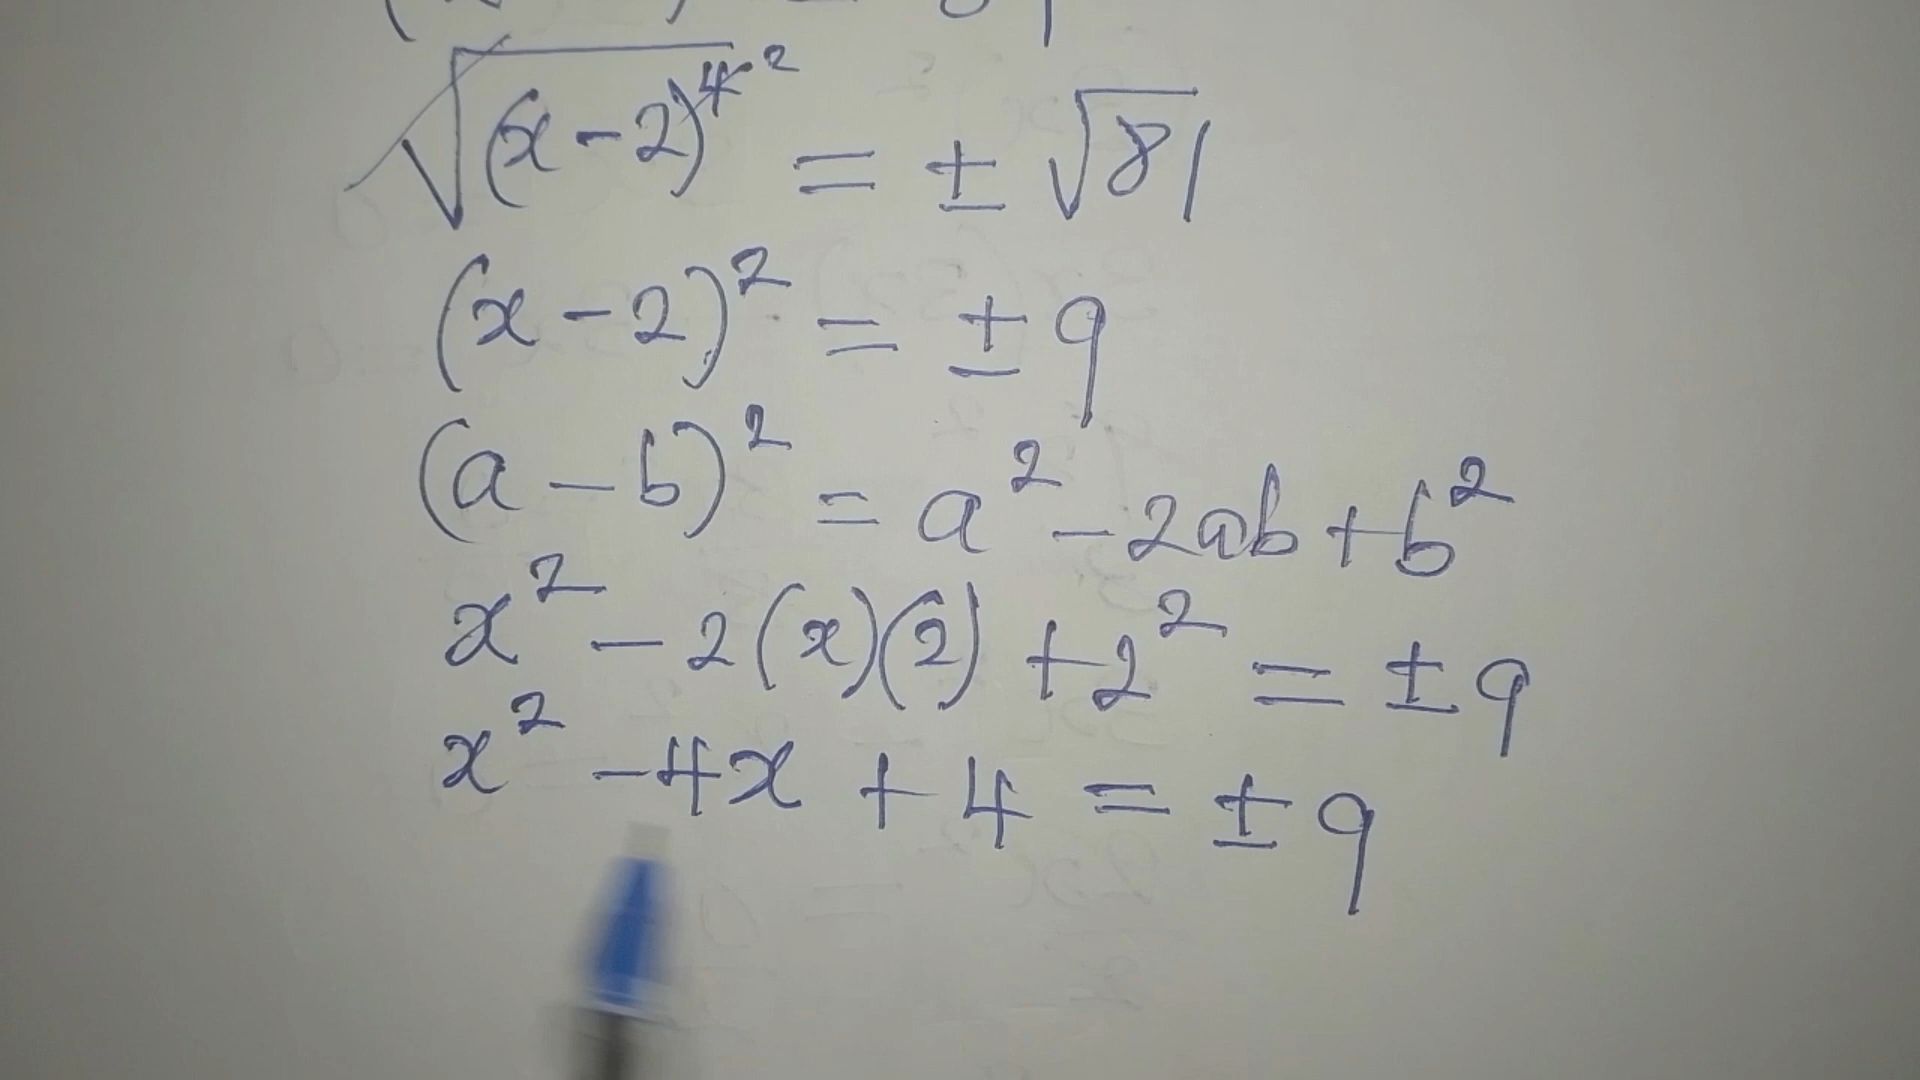 √(x-2)⁴ ² = ± √81
(x-2)² = ± 9
(a-b)² = a² - 2ab + b²
x² - 2(x)(2) + 2² = ± 9
x² - 4x + 4 = ± 9